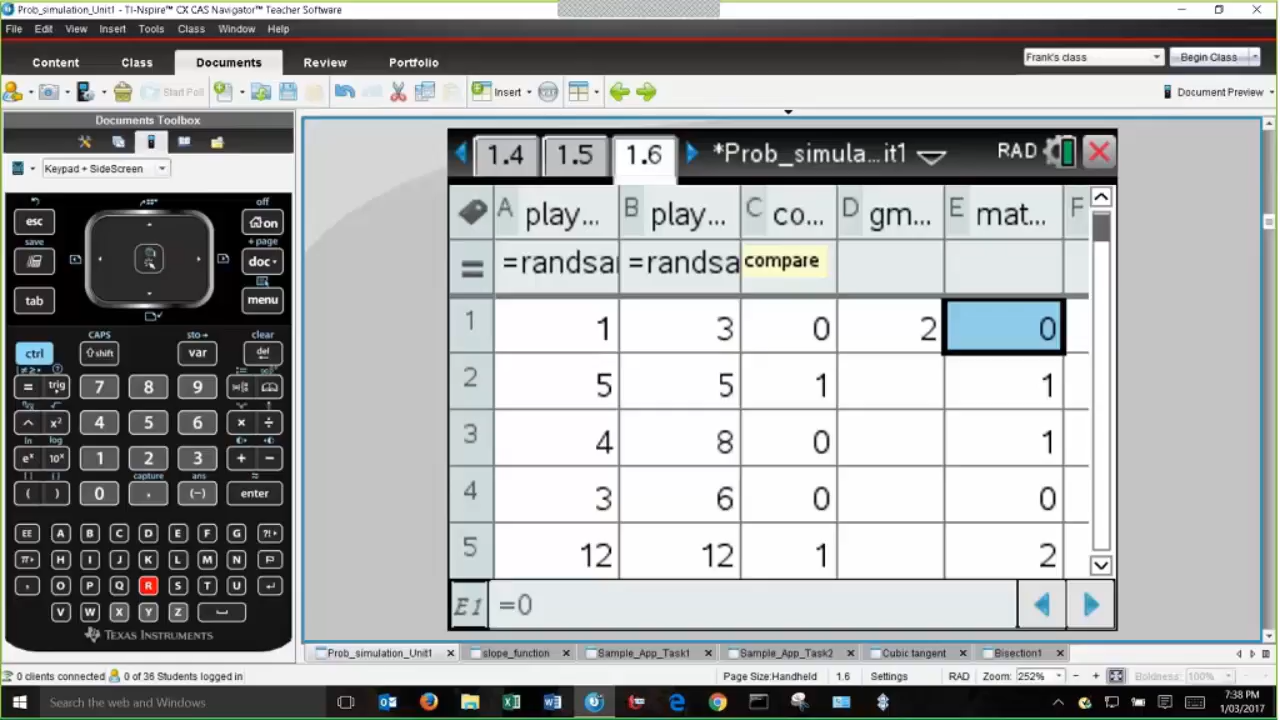 Prob_simulation_Unit1 - TI-Nspire™ CX CAS Navigator™ Teacher Software
File Edit View Insert Tools Class Window Help
Content Class Documents Review Portfolio
Frank's class Begin Class
Start Poll Insert Document Preview
Documents Toolbox
Keypad + SideScreen
1.4 1.5 1.6 *Prob_simula...it1 RAD
A play... B play... C co... D gm... E mat... F
=randsa =randsa compare
1 1 3 0 2 0
2 5 5 1 1
3 4 8 0 1
4 3 6 0 0
5 12 12 1 2
E1 =0
off
esc on
save + page
doc
tab menu
CAPS sto→ clear
ctrl shift var del
= trig 7 8 9
^ x² 4 5 6 × ÷
ln log
eˣ 10ˣ 1 2 3 + −
capture ans
( ) 0 . (−) enter
EE A B C D E F G ?!
π H I J K L M N
, O P Q R S T U
V W X Y Z
TEXAS INSTRUMENTS
Prob_simulation_Unit1 slope_function Sample_App_Task1 Sample_App_Task2 Cubic tangent Bisection1
0 clients connected 0 of 36 Students logged in Page Size:Handheld 1.6 Settings RAD Zoom: 252% − + Boldness: 100%
Search the web and Windows
7:38 PM
1/03/2017